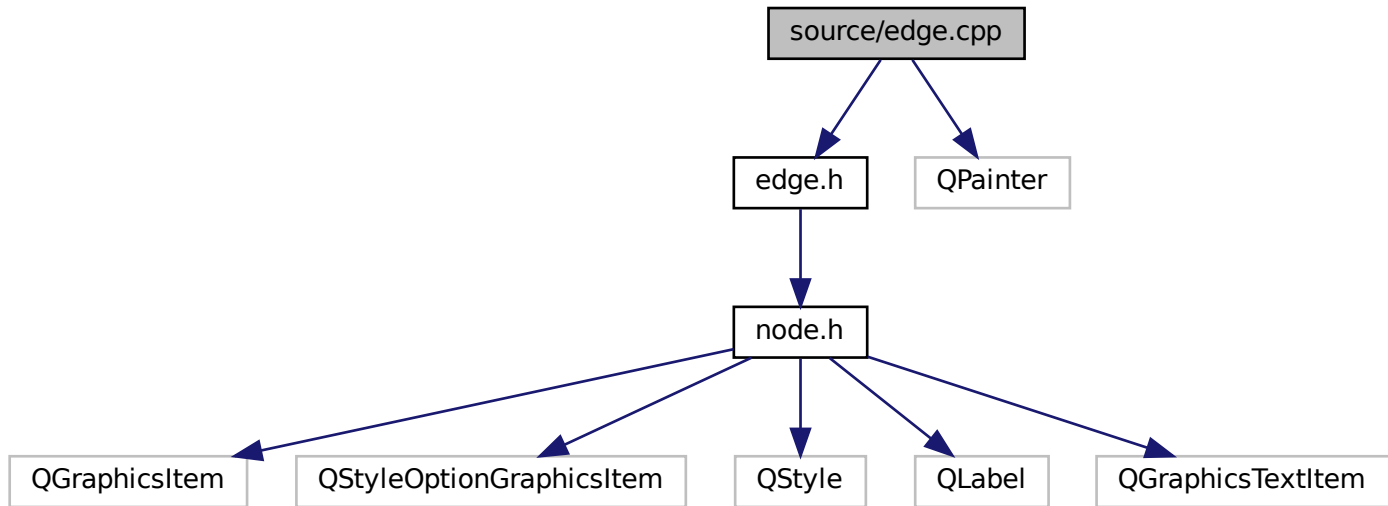 source/edge.cpp
edge.h
QPainter
node.h
QGraphicsItem
QStyleOptionGraphicsItem
QStyle
QLabel
QGraphicsTextItem